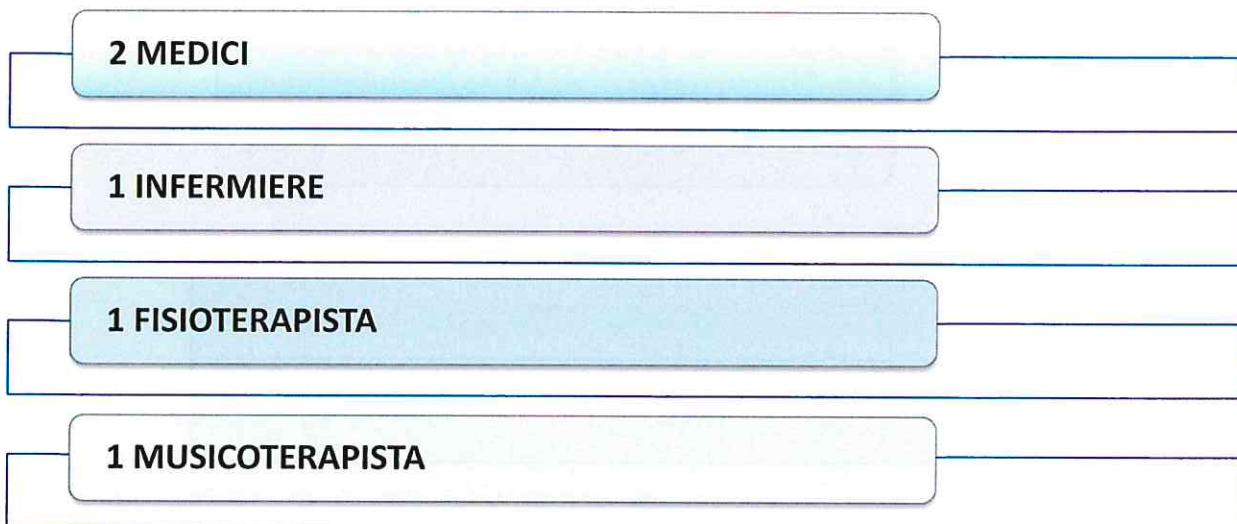 2 MEDICI
1 INFERMIERE
1 FISIOTERAPISTA
1 MUSICOTERAPISTA